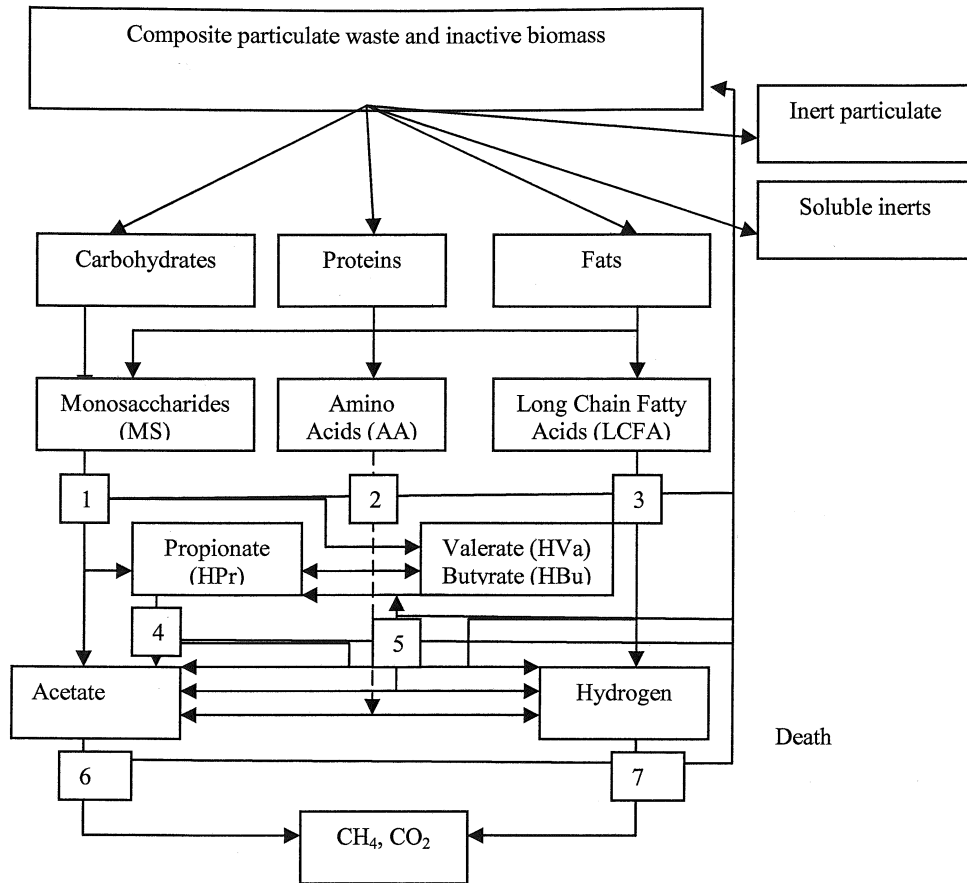 Composite particulate waste and inactive biomass
Inert particulate
Soluble inerts
Carbohydrates
Proteins
Fats
Monosaccharides
(MS)
Amino
Acids (AA)
Long Chain Fatty
Acids (LCFA)
1
2
3
Propionate
(HPr)
Valerate (HVa)
Butyrate (HBu)
4
5
Acetate
Hydrogen
Death
6
7
CH₄, CO₂